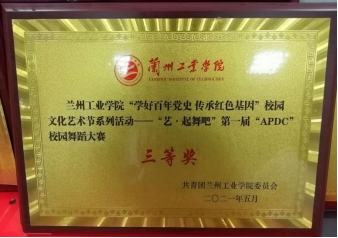 兰州工业学院
LANZHOU INSTITUTE OF TECHNOLOGY
兰州工业学院“学好百年党史 传承红色基因”校园
文化艺术节系列活动——“艺·起舞吧”第一届“APDC”
校园舞蹈大赛
三等奖
共青团兰州工业学院委员会
二〇二一年五月